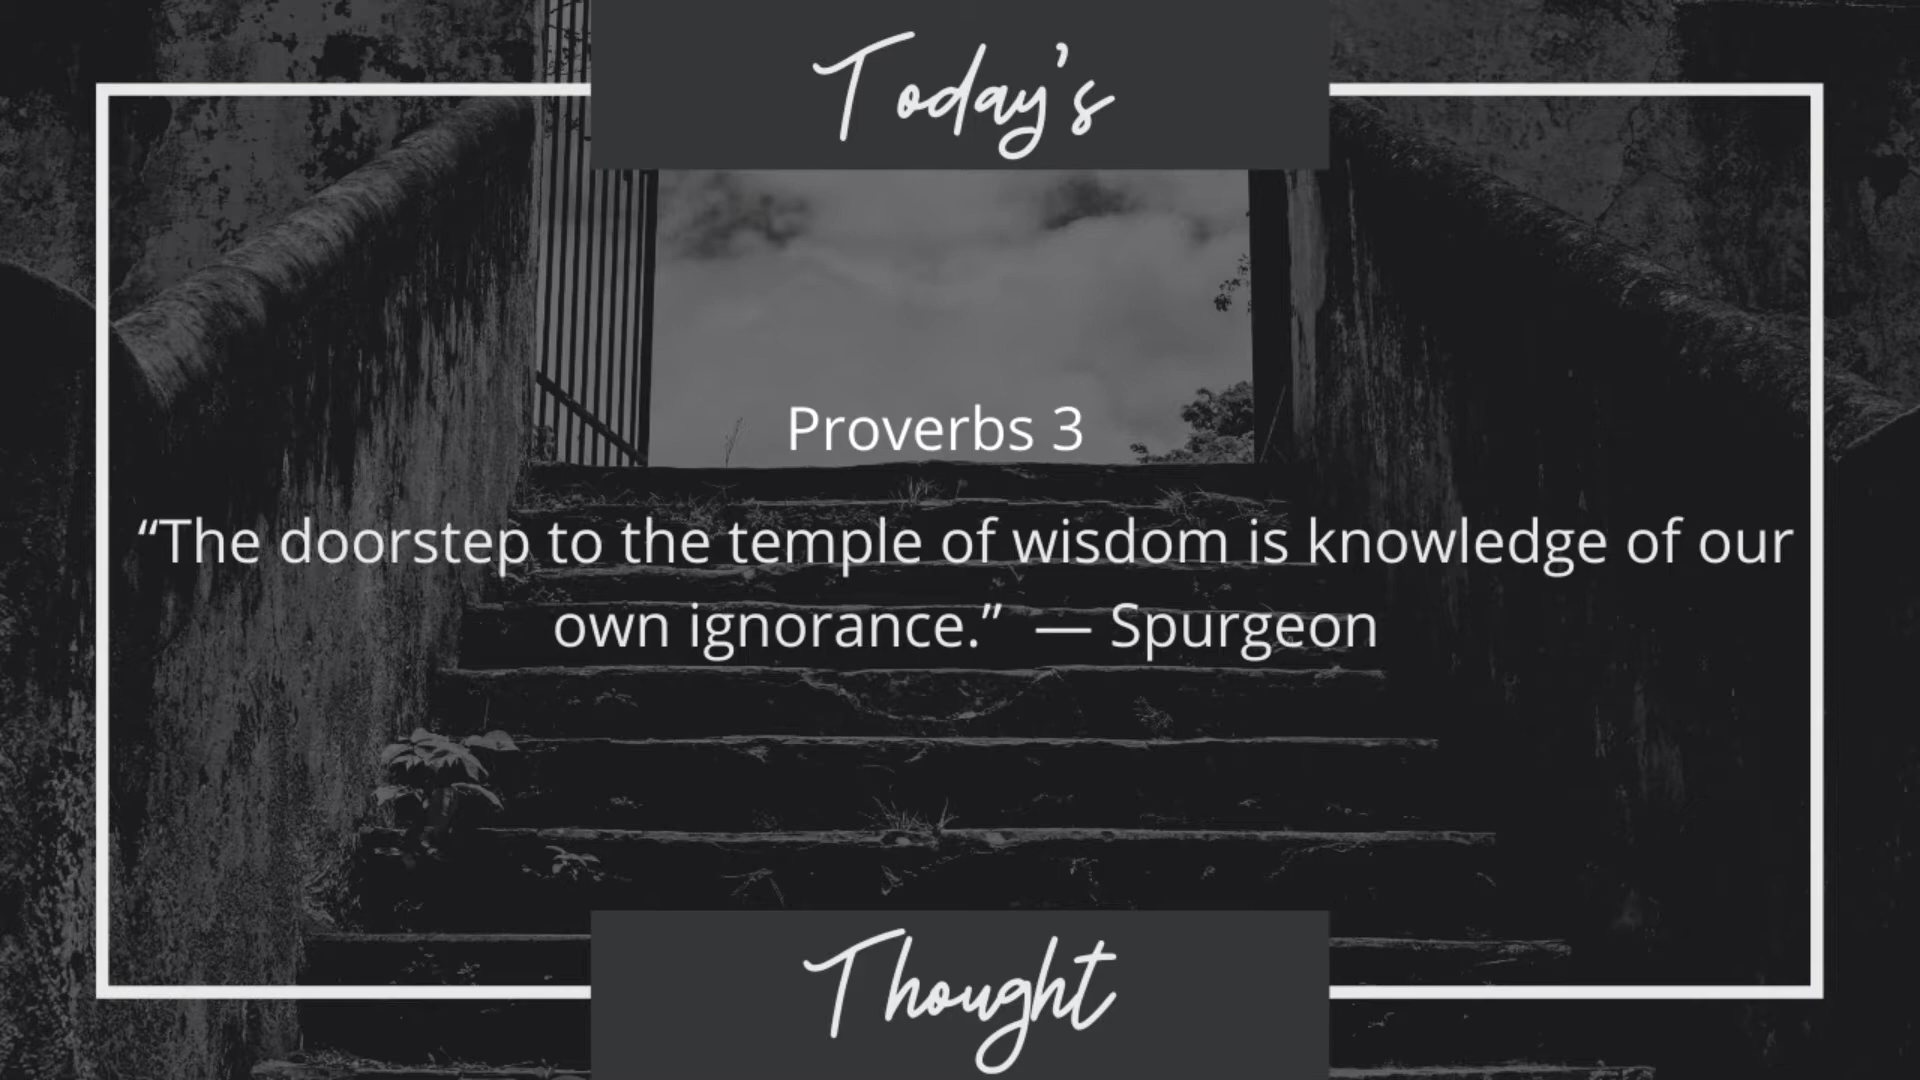 Today's
Proverbs 3
“The doorstep to the temple of wisdom is knowledge of our
own ignorance.” — Spurgeon
Thought